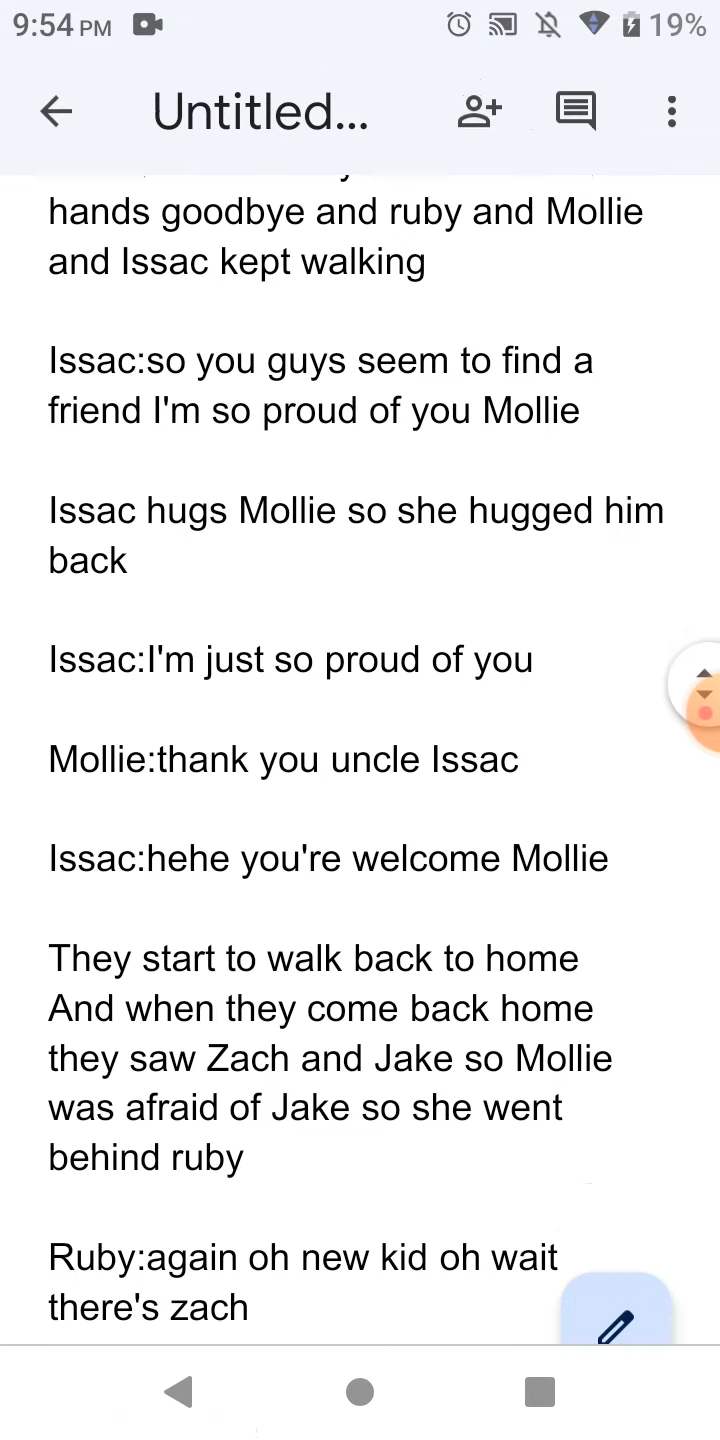 9:54 PM
19%
Untitled...
hands goodbye and ruby and Mollie
and Issac kept walking
Issac:so you guys seem to find a
friend I'm so proud of you Mollie
Issac hugs Mollie so she hugged him
back
Issac:I'm just so proud of you
Mollie:thank you uncle Issac
Issac:hehe you're welcome Mollie
They start to walk back to home
And when they come back home
they saw Zach and Jake so Mollie
was afraid of Jake so she went
behind ruby
Ruby:again oh new kid oh wait
there's zach